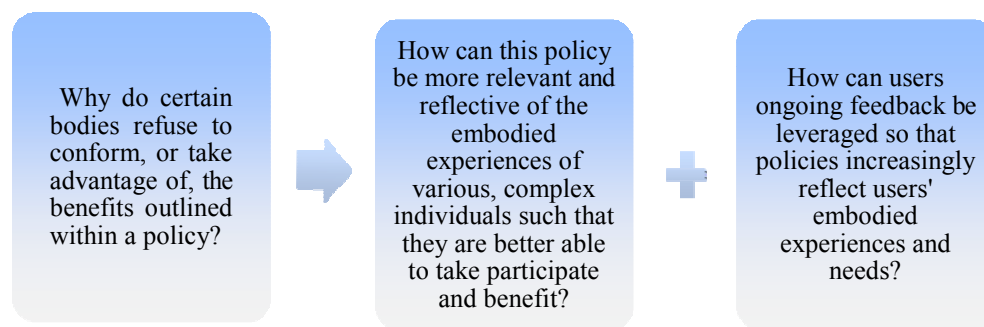 Why do certain
bodies refuse to
conform, or take
advantage of, the
benefits outlined
within a policy?
How can this policy
be more relevant and
reflective of the
embodied
experiences of
various, complex
individuals such that
they are better able
to take participate
and benefit?
How can users
ongoing feedback be
leveraged so that
policies increasingly
reflect users'
embodied
experiences and
needs?